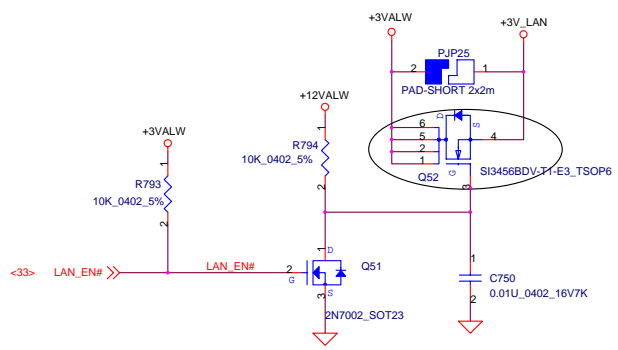 +3VALW
+3V_LAN
PJP25
2
1
PAD-SHORT 2x2m
+12VALW
D
S
6
5
2
1
4
+3VALW
1
R794
10K_0402_5%
2
G
Q52
3
SI3456BDV-T1-E3_TSOP6
1
R793
10K_0402_5%
2
1
D
Q51
<33>
LAN_EN#
LAN_EN#
2
G
S
3
2N7002_SOT23
1
C750
0.01U_0402_16V7K
2